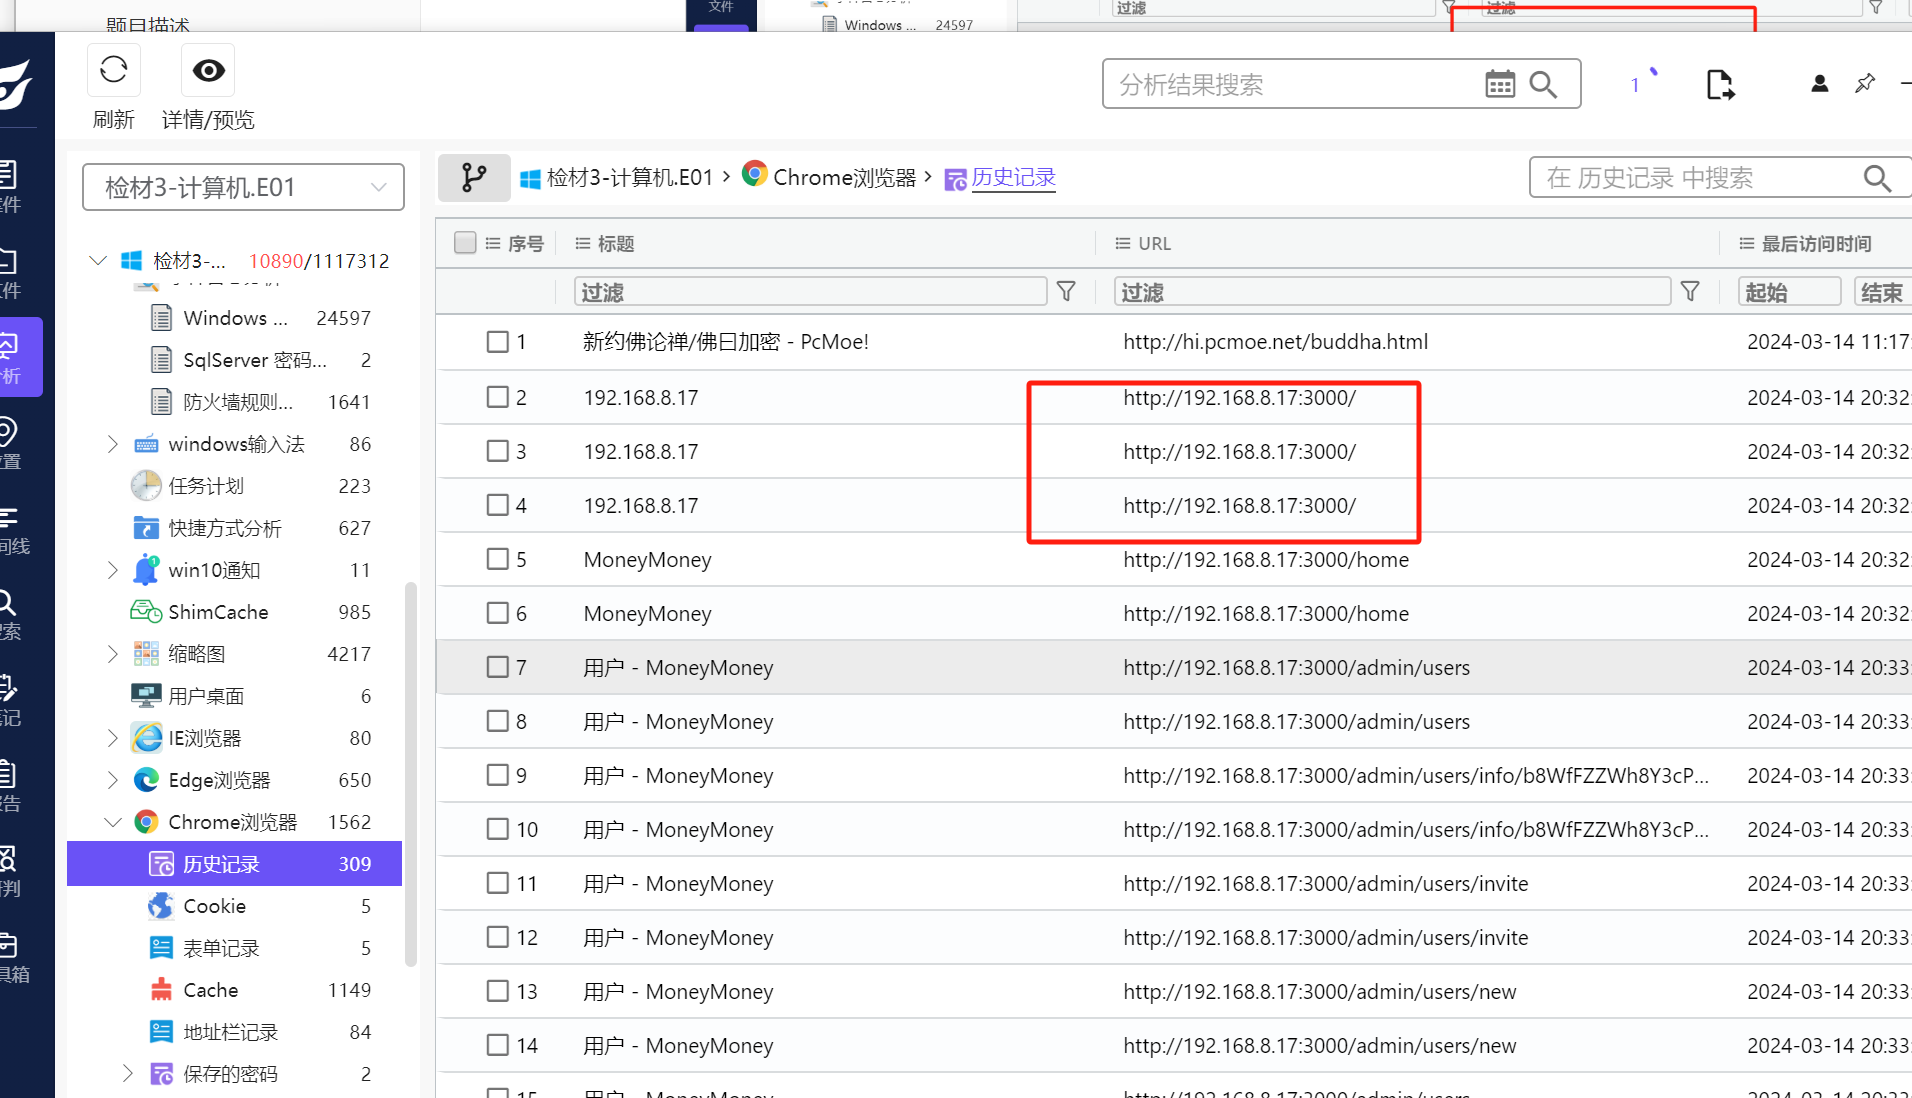 题目描述
文件
Windows ... 24597
过滤
过滤
刷新
详情/预览
分析结果搜索
1
检材3-计算机.E01
检材3-计算机.E01 › Chrome浏览器 › 历史记录
在 历史记录 中搜索
检材3-... 10890/1117312
Windows ... 24597
SqlServer 密码... 2
防火墙规则... 1641
windows输入法 86
任务计划 223
快捷方式分析 627
win10通知 11
ShimCache 985
缩略图 4217
用户桌面 6
IE浏览器 80
Edge浏览器 650
Chrome浏览器 1562
历史记录 309
Cookie 5
表单记录 5
Cache 1149
地址栏记录 84
保存的密码 2
序号 标题 URL 最后访问时间
过滤 过滤 起始 结束
1 新约佛论禅/佛曰加密 - PcMoe! http://hi.pcmoe.net/buddha.html 2024-03-14 11:17:
2 192.168.8.17 http://192.168.8.17:3000/ 2024-03-14 20:32:
3 192.168.8.17 http://192.168.8.17:3000/ 2024-03-14 20:32:
4 192.168.8.17 http://192.168.8.17:3000/ 2024-03-14 20:32:
5 MoneyMoney http://192.168.8.17:3000/home 2024-03-14 20:32:
6 MoneyMoney http://192.168.8.17:3000/home 2024-03-14 20:32:
7 用户 - MoneyMoney http://192.168.8.17:3000/admin/users 2024-03-14 20:33:
8 用户 - MoneyMoney http://192.168.8.17:3000/admin/users 2024-03-14 20:33:
9 用户 - MoneyMoney http://192.168.8.17:3000/admin/users/info/b8WfFZZWh8Y3cP... 2024-03-14 20:33:
10 用户 - MoneyMoney http://192.168.8.17:3000/admin/users/info/b8WfFZZWh8Y3cP... 2024-03-14 20:33:
11 用户 - MoneyMoney http://192.168.8.17:3000/admin/users/invite 2024-03-14 20:33:
12 用户 - MoneyMoney http://192.168.8.17:3000/admin/users/invite 2024-03-14 20:33:
13 用户 - MoneyMoney http://192.168.8.17:3000/admin/users/new 2024-03-14 20:33:
14 用户 - MoneyMoney http://192.168.8.17:3000/admin/users/new 2024-03-14 20:33: